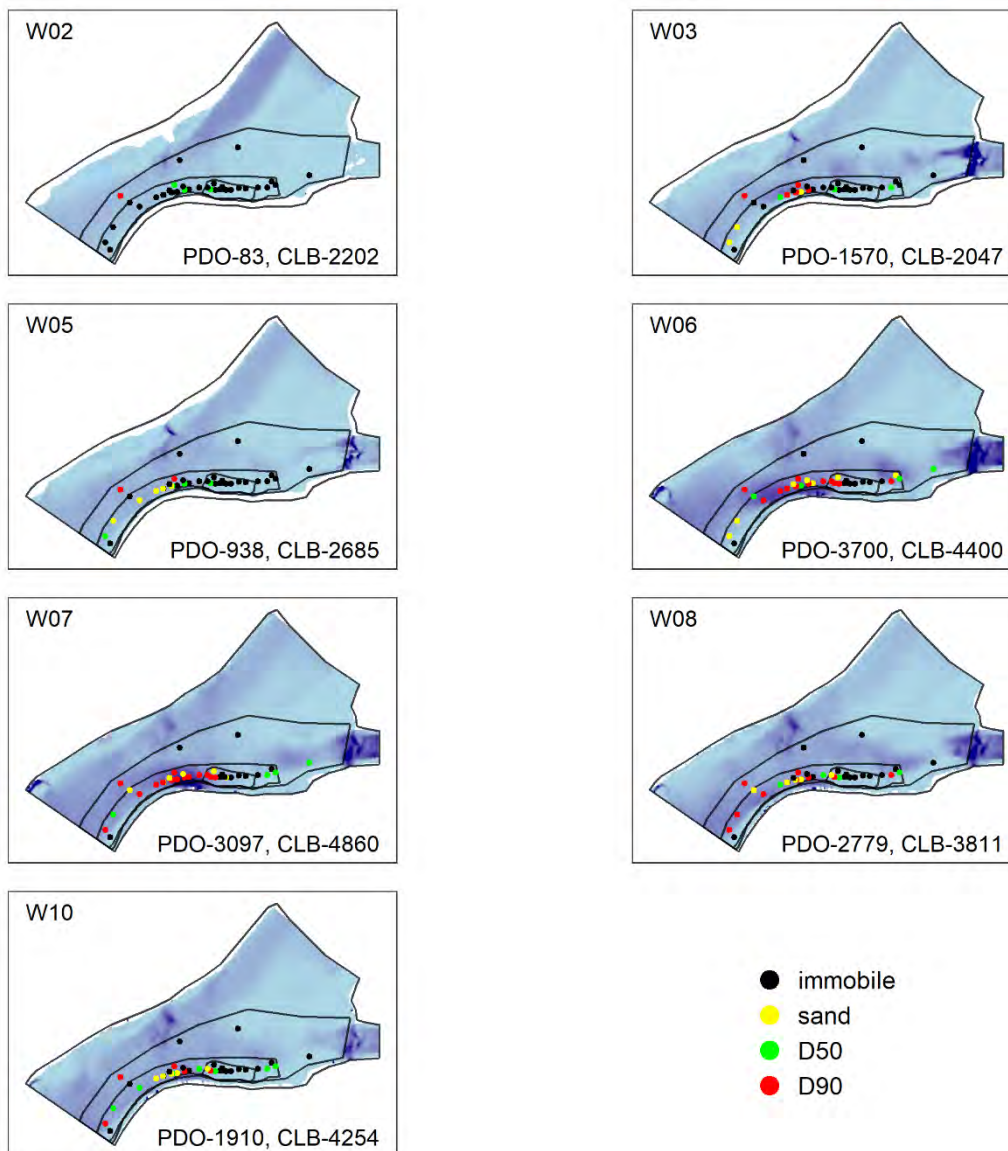 W02
PDO-83, CLB-2202
W03
PDO-1570, CLB-2047
W05
PDO-938, CLB-2685
W06
PDO-3700, CLB-4400
W07
PDO-3097, CLB-4860
W08
PDO-2779, CLB-3811
W10
PDO-1910, CLB-4254
immobile
sand
D50
D90